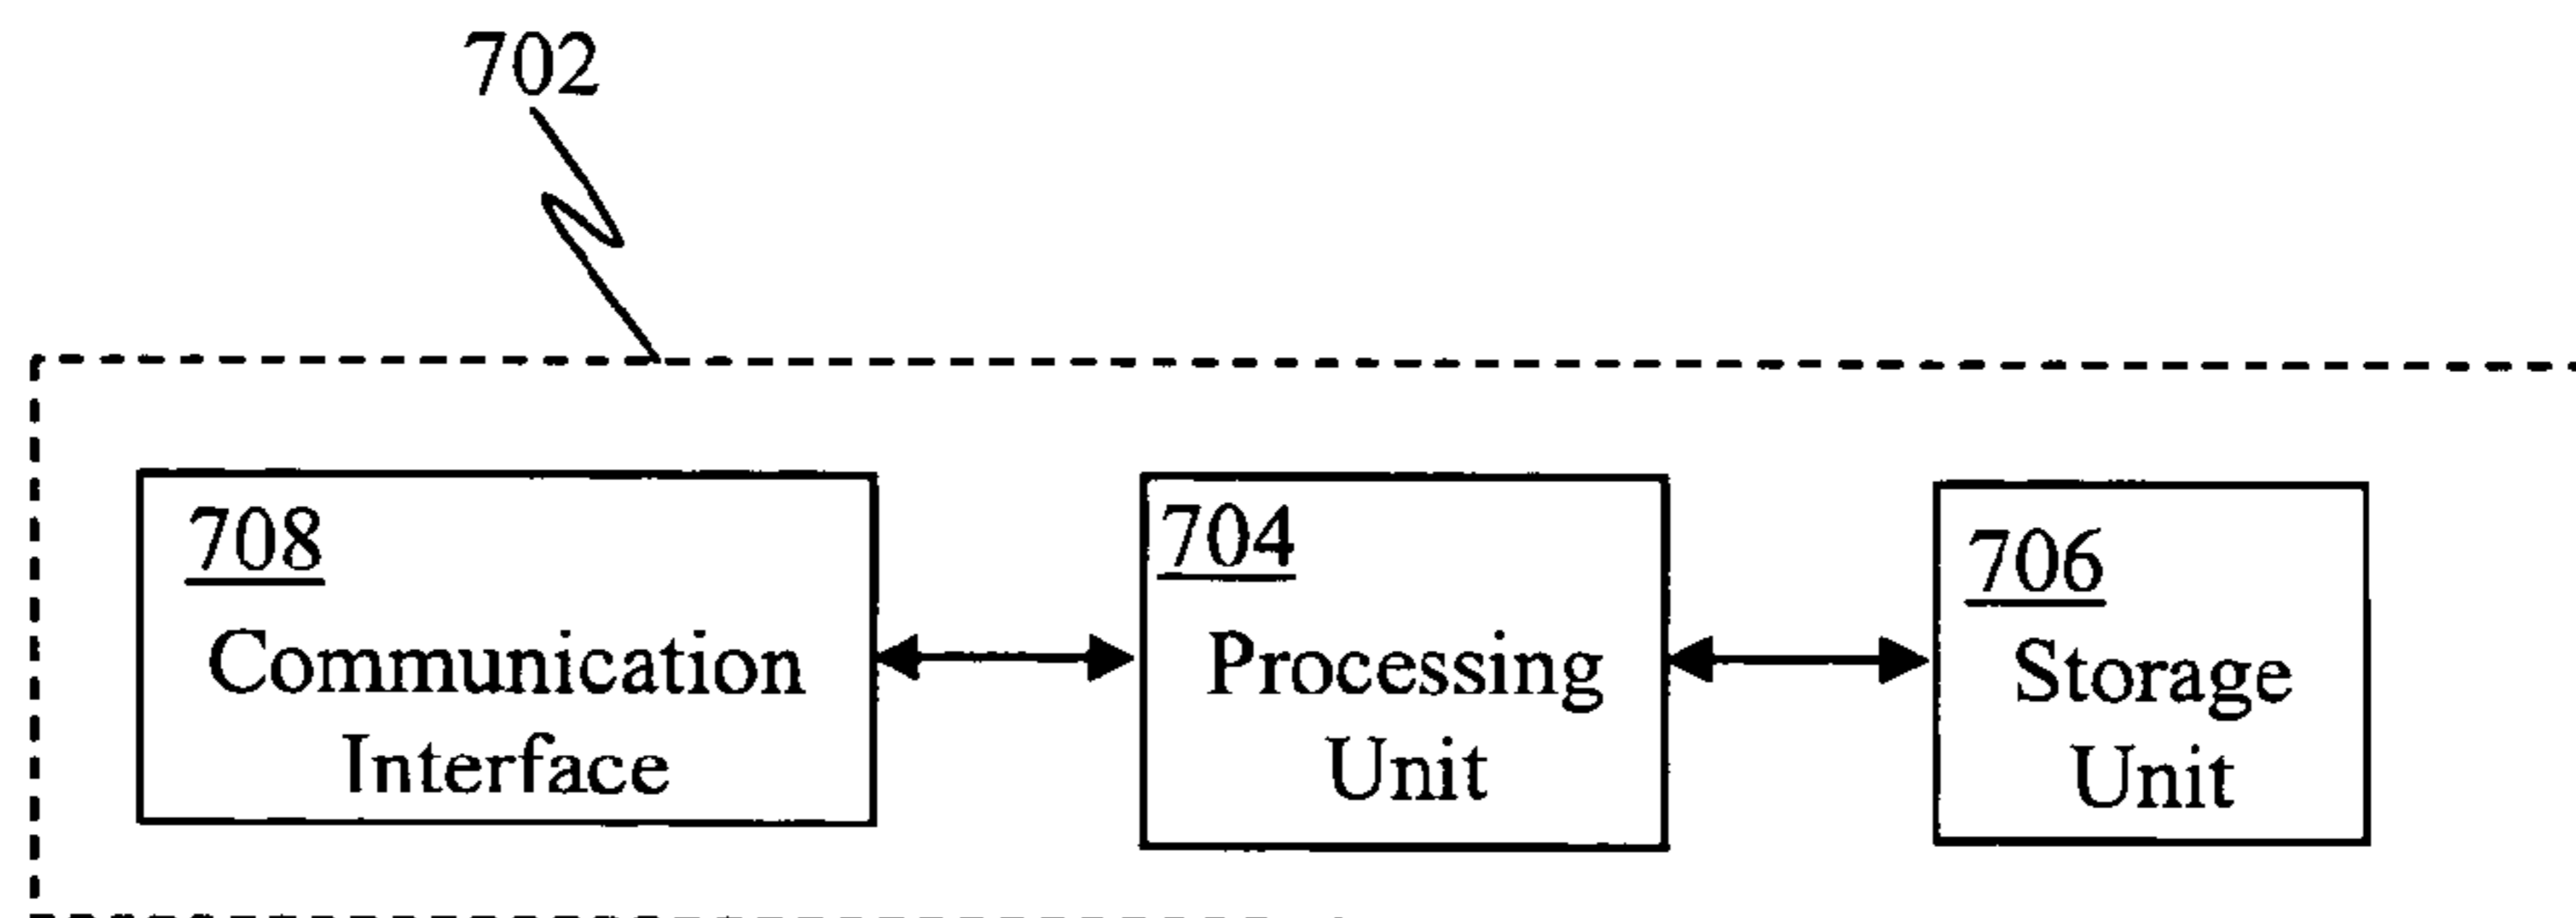 702
708
Communication
Interface
704
Processing
Unit
706
Storage
Unit